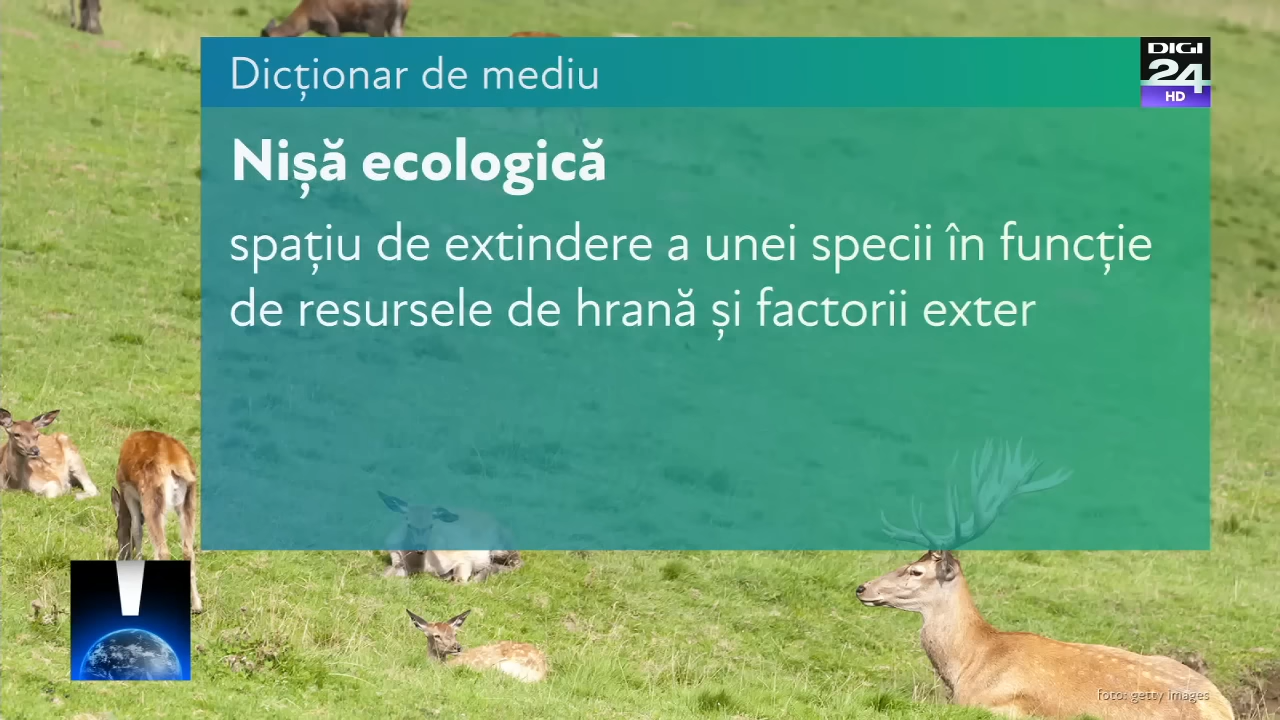 Dicționar de mediu
DIGI
24
HD
Nișă ecologică
spațiu de extindere a unei specii în funcție
de resursele de hrană și factorii exter
foto: getty images